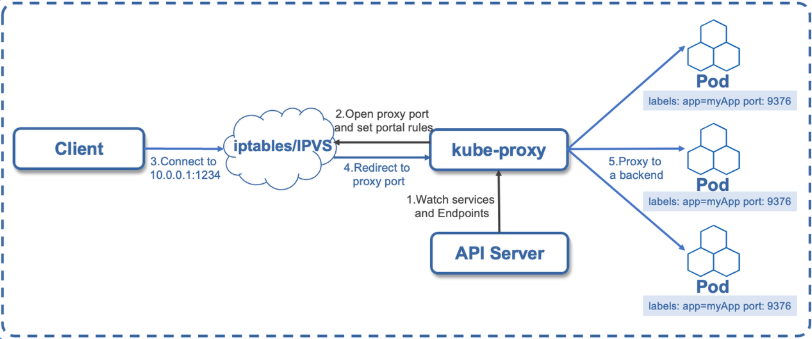 Client
3.Connect to
10.0.0.1:1234
iptables/IPVS
2.Open proxy port
and set portal rules
4.Redirect to
proxy port
kube-proxy
1.Watch services
and Endpoints
API Server
5.Proxy to
a backend
Pod
labels: app=myApp port: 9376
Pod
labels: app=myApp port: 9376
Pod
labels: app=myApp port: 9376